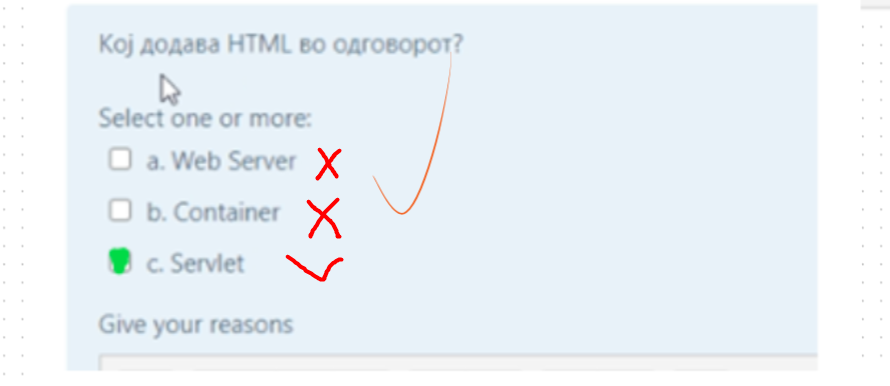 Кој додава HTML во одговорот?
Select one or more:
a. Web Server
b. Container
c. Servlet
Give your reasons